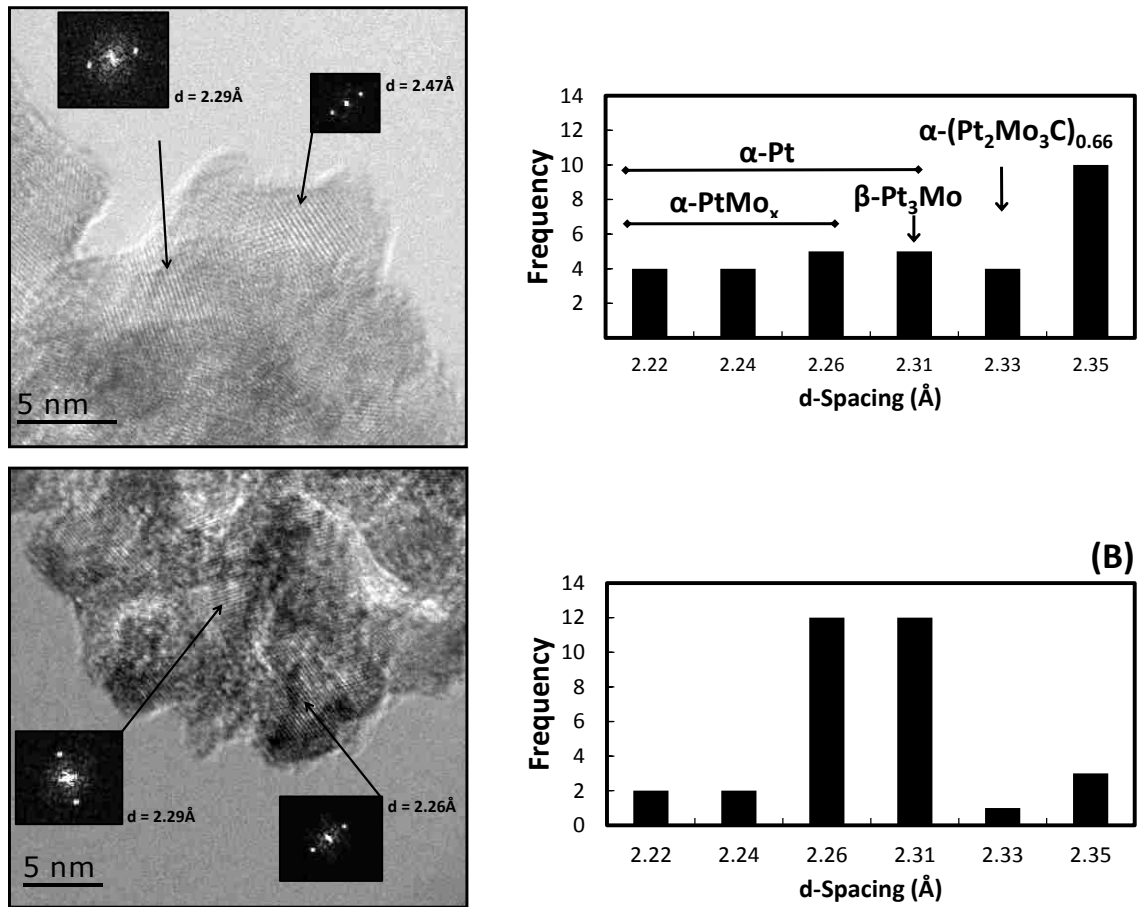 d = 2.29Å
d = 2.47Å
5 nm
14
12
10
8
6
4
2
Frequency
α-Pt
α-PtMoₓ
β-Pt₃Mo
α-(Pt₂Mo₃C)₀.₆₆
2.22 2.24 2.26 2.31 2.33 2.35
d-Spacing (Å)
d = 2.29Å
d = 2.26Å
5 nm
(B)
14
12
10
8
6
4
2
0
Frequency
2.22 2.24 2.26 2.31 2.33 2.35
d-Spacing (Å)